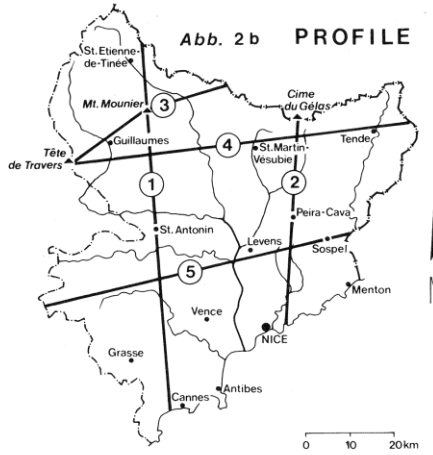 Abb. 2b PROFILE
St. Etienne-
de-Tinée
Mt. Mounier
3
Cime
du Gélas
Guillaumes
4
St. Martin-
Vésubie
Tende
Tête
de Travers
1
2
Peira-Cava
St. Antonin
Levens
Sospel
5
Menton
Vence
NICE
Grasse
Antibes
Cannes
0 10 20km